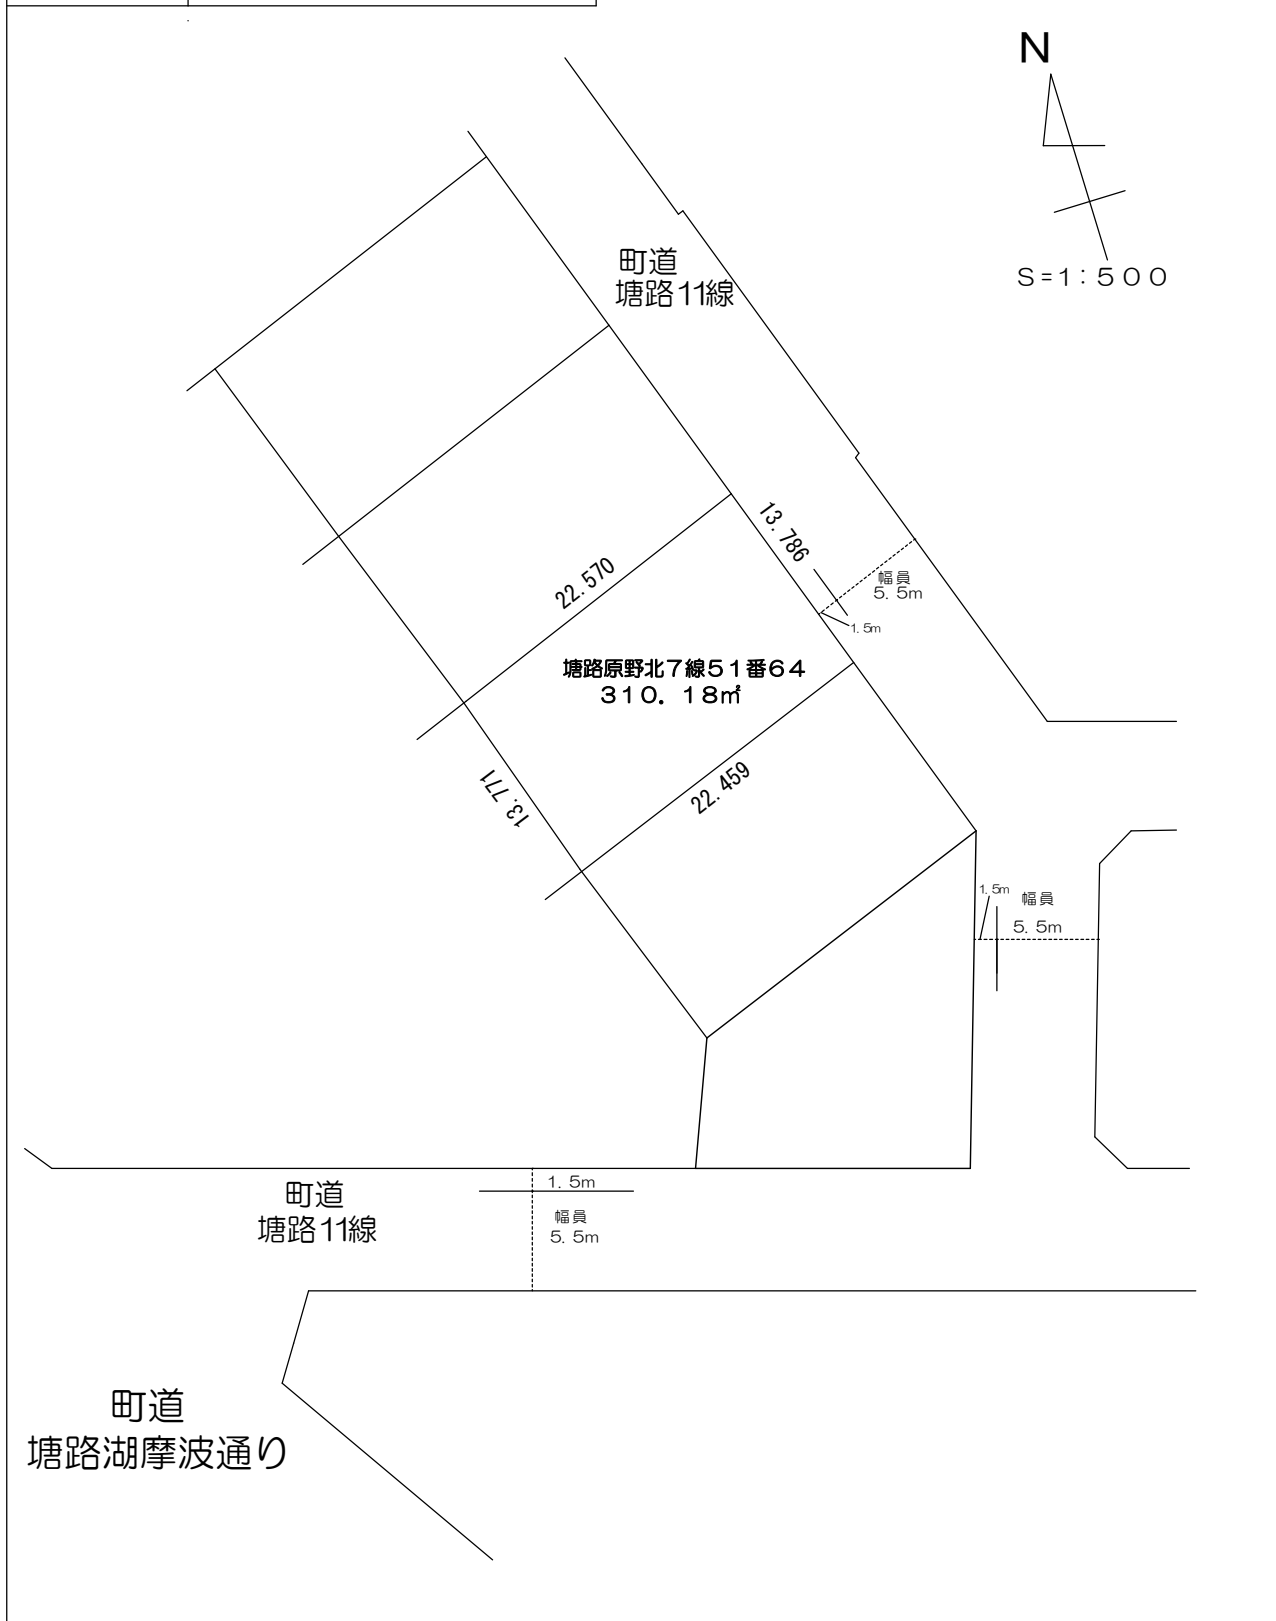 N
S=1:500
町道
塘路11線
13.786
幅員
5.5m
1.5m
22.570
塘路原野北7線51番64
310.18㎡
22.459
13.771
1.5m
幅員
5.5m
町道
塘路11線
1.5m
幅員
5.5m
町道
塘路湖摩波通り